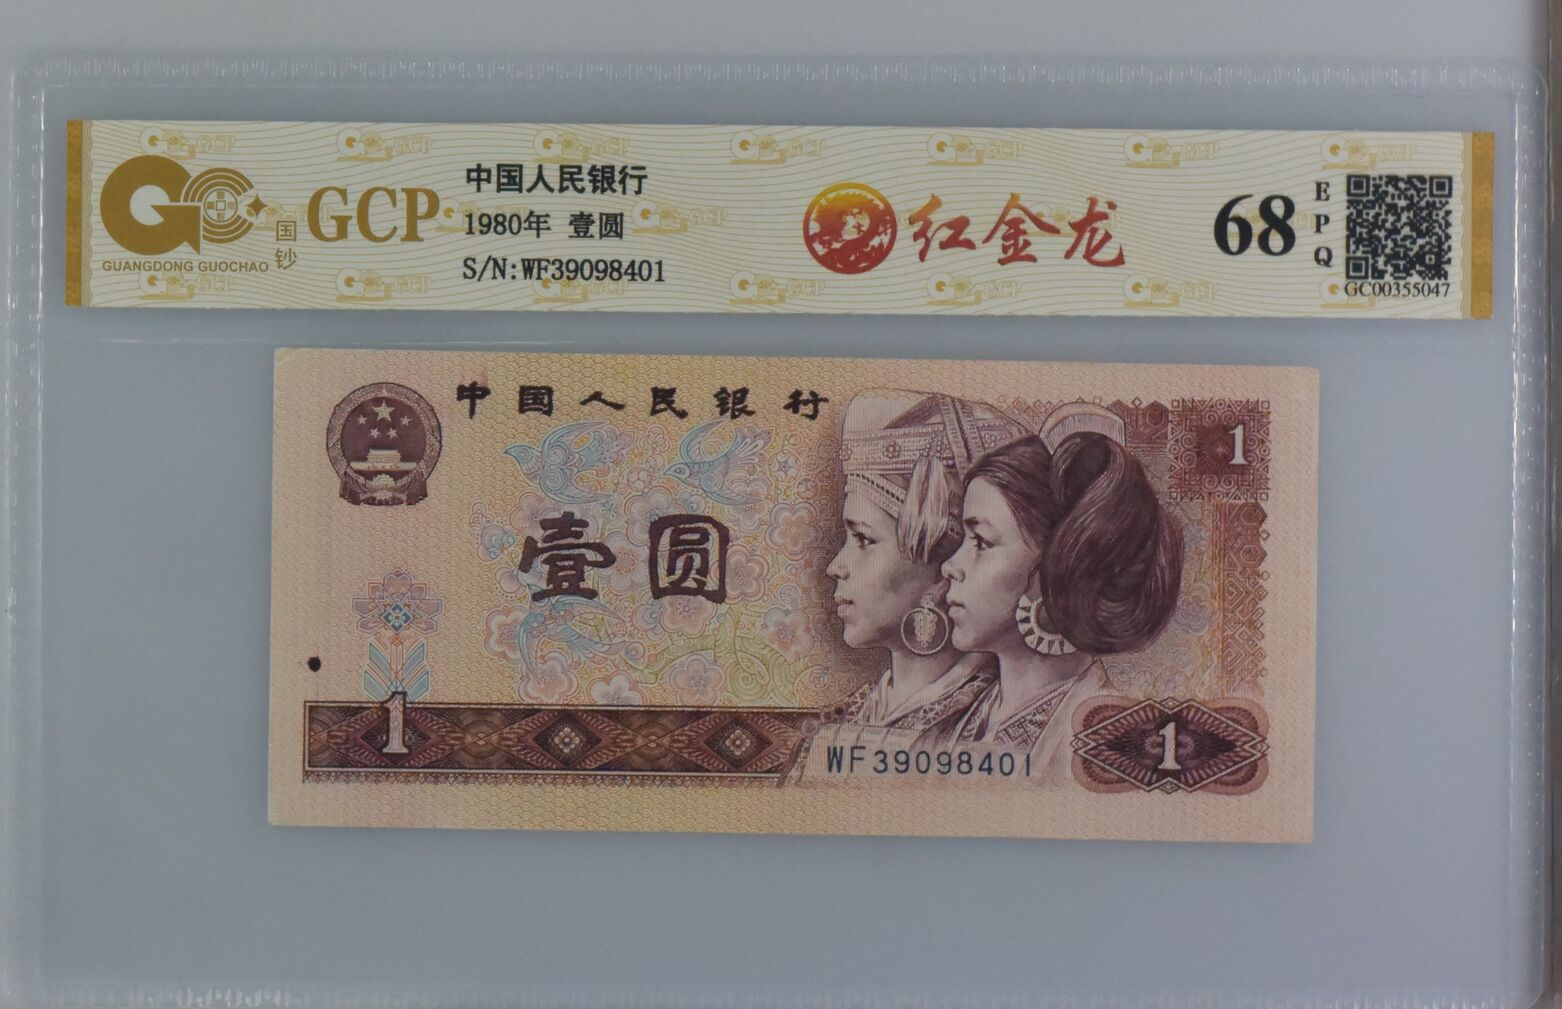 GUANGDONG GUOCHAO
国钞
GCP
中国人民银行
1980年 壹圆
S/N:WF39098401
红金龙
68
EPQ
GC00355047
中国人民银行
1
壹圆
1
WF39098401
1